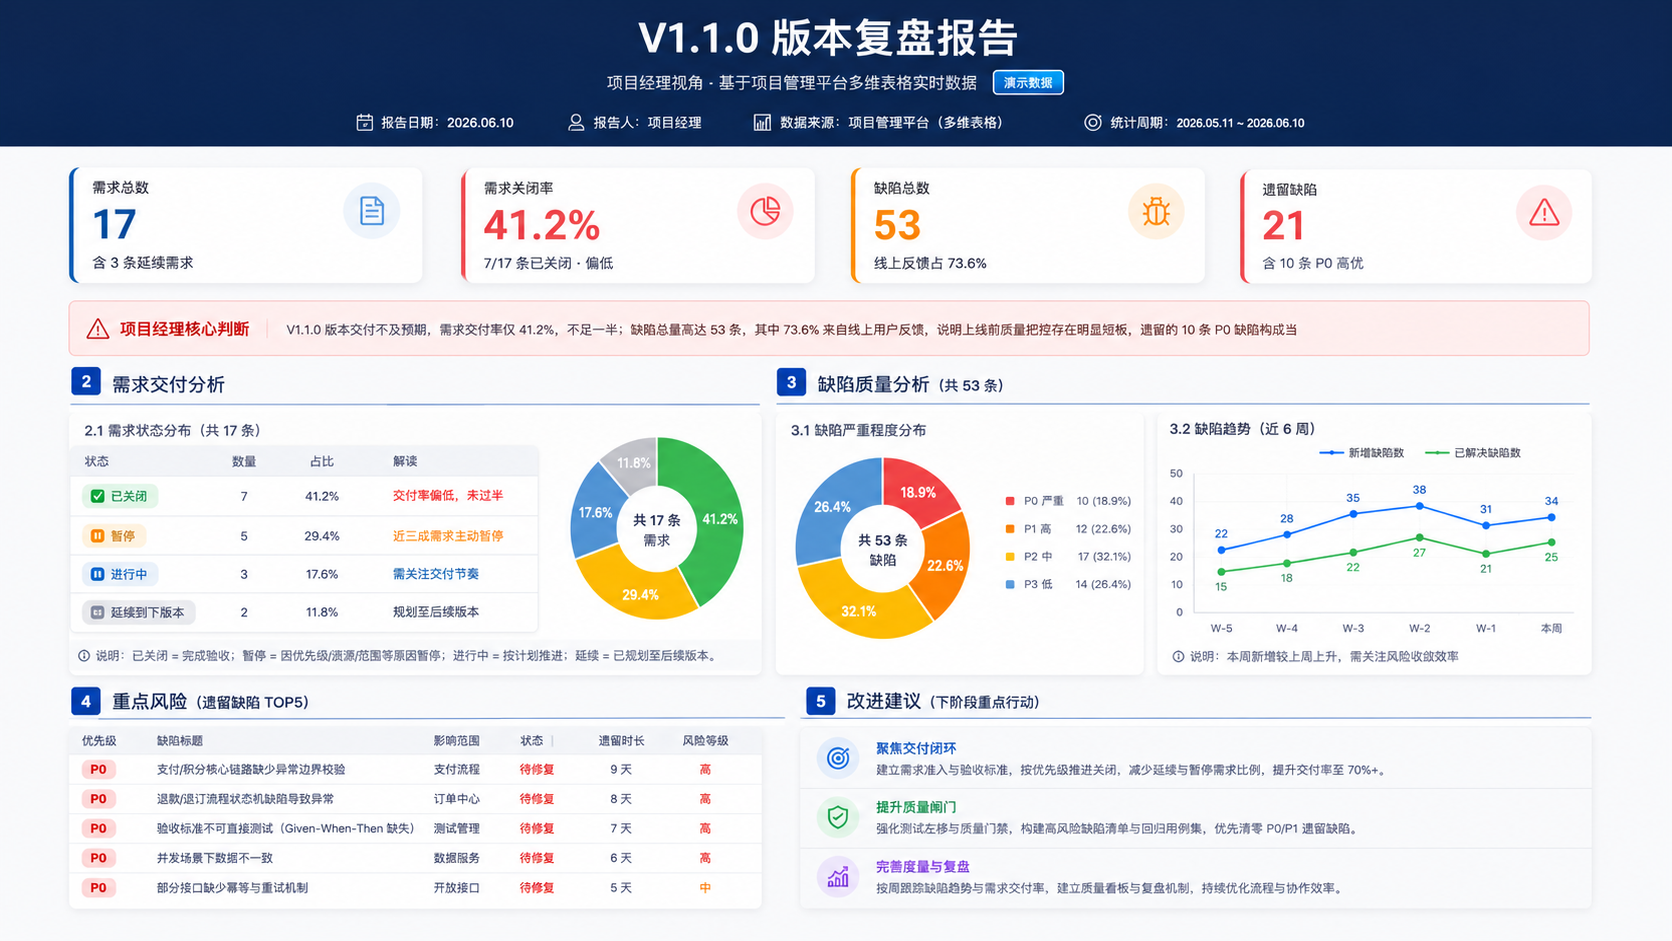 V1.1.0 版本复盘报告
项目经理视角 - 基于项目管理平台多维表格实时数据 演示数据
报告日期：2026.06.10 报告人：项目经理 数据来源：项目管理平台（多维表格） 统计周期：2026.05.11 ~ 2026.06.10
需求总数
17
含 3 条延续需求
需求关闭率
41.2%
7/17 条已关闭 · 偏低
缺陷总数
53
线上反馈占 73.6%
遗留缺陷
21
含 10 条 P0 高优
项目经理核心判断 V1.1.0 版本交付不及预期，需求交付率仅 41.2%，不足一半；缺陷总量高达 53 条，其中 73.6% 来自线上用户反馈，说明上线前质量把控存在明显短板，遗留的 10 条 P0 缺陷构成当
2 需求交付分析
2.1 需求状态分布（共 17 条）
状态 数量 占比 解读
已关闭 7 41.2% 交付率偏低，未过半
暂停 5 29.4% 近三成需求主动暂停
进行中 3 17.6% 需关注交付节奏
延续到下版本 2 11.8% 规划至后续版本
11.8%
41.2%
17.6%
29.4%
共 17 条
需求
说明：已关闭 = 完成验收；暂停 = 因优先级/资源/范围等原因暂停；进行中 = 按计划推进；延续 = 已规划至后续版本。
3 缺陷质量分析（共 53 条）
3.1 缺陷严重程度分布
18.9%
26.4%
22.6%
32.1%
共 53 条
缺陷
P0 严重 10 (18.9%)
P1 高 12 (22.6%)
P2 中 17 (32.1%)
P3 低 14 (26.4%)
3.2 缺陷趋势（近 6 周）
新增缺陷数 已解决缺陷数
50
40
30
20
10
0
22 28 35 38 31 34
15 18 22 27 21 25
W-5 W-4 W-3 W-2 W-1 本周
说明：本周新增较上周上升，需关注风险收敛效率
4 重点风险（遗留缺陷 TOP5）
优先级 缺陷标题 影响范围 状态 遗留时长 风险等级
P0 支付/积分核心链路缺少异常边界校验 支付流程 待修复 9 天 高
P0 退款/退订流程状态机缺陷导致异常 订单中心 待修复 8 天 高
P0 验收标准不可直接测试（Given-When-Then 缺失） 测试管理 待修复 7 天 高
P0 并发场景下数据不一致 数据服务 待修复 6 天 高
P0 部分接口缺少幂等与重试机制 开放接口 待修复 5 天 中
5 改进建议（下阶段重点行动）
聚焦交付闭环
建立需求准入与验收标准，按优先级推进关闭，减少延续与暂停需求比例，提升交付率至 70%+。
提升质量闸门
强化测试左移与质量门禁，构建高风险缺陷清单与回归用例集，优先清零 P0/P1 遗留缺陷。
完善度量与复盘
按周跟踪缺陷趋势与需求交付率，建立质量看板与复盘机制，持续优化流程与协作效率。